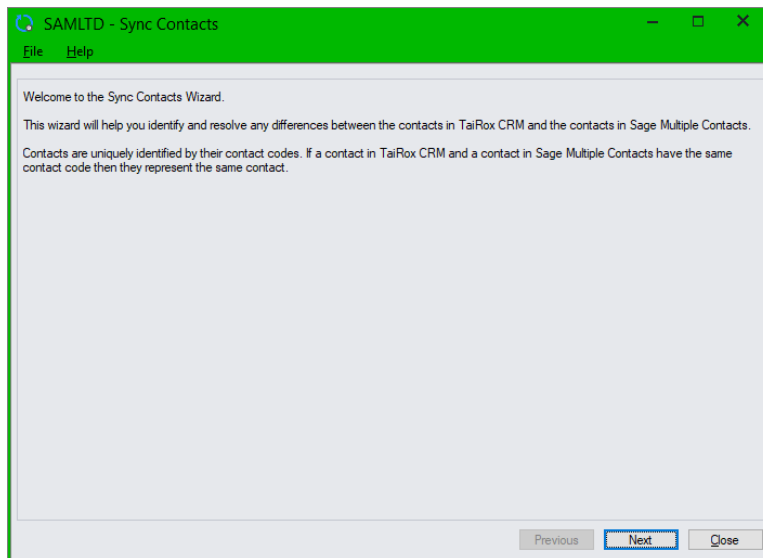 SAMLTD - Sync Contacts
File Help
Welcome to the Sync Contacts Wizard.
This wizard will help you identify and resolve any differences between the contacts in TaiRox CRM and the contacts in Sage Multiple Contacts.
Contacts are uniquely identified by their contact codes. If a contact in TaiRox CRM and a contact in Sage Multiple Contacts have the same
contact code then they represent the same contact.
Previous Next Close